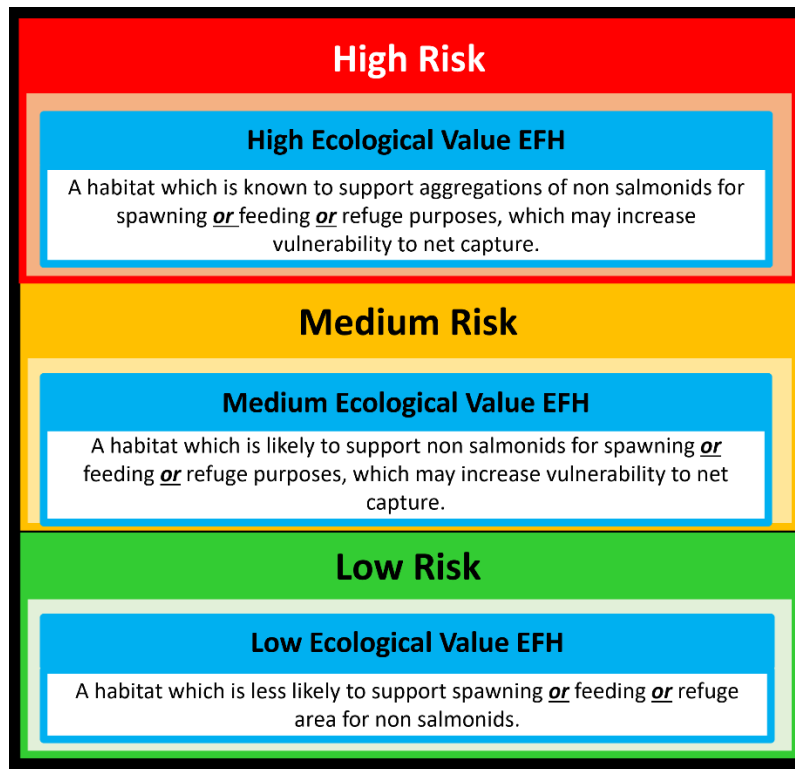 High Risk
High Ecological Value EFH
A habitat which is known to support aggregations of non salmonids for
spawning or feeding or refuge purposes, which may increase
vulnerability to net capture.
Medium Risk
Medium Ecological Value EFH
A habitat which is likely to support non salmonids for spawning or
feeding or refuge purposes, which may increase vulnerability to net
capture.
Low Risk
Low Ecological Value EFH
A habitat which is less likely to support spawning or feeding or refuge
area for non salmonids.